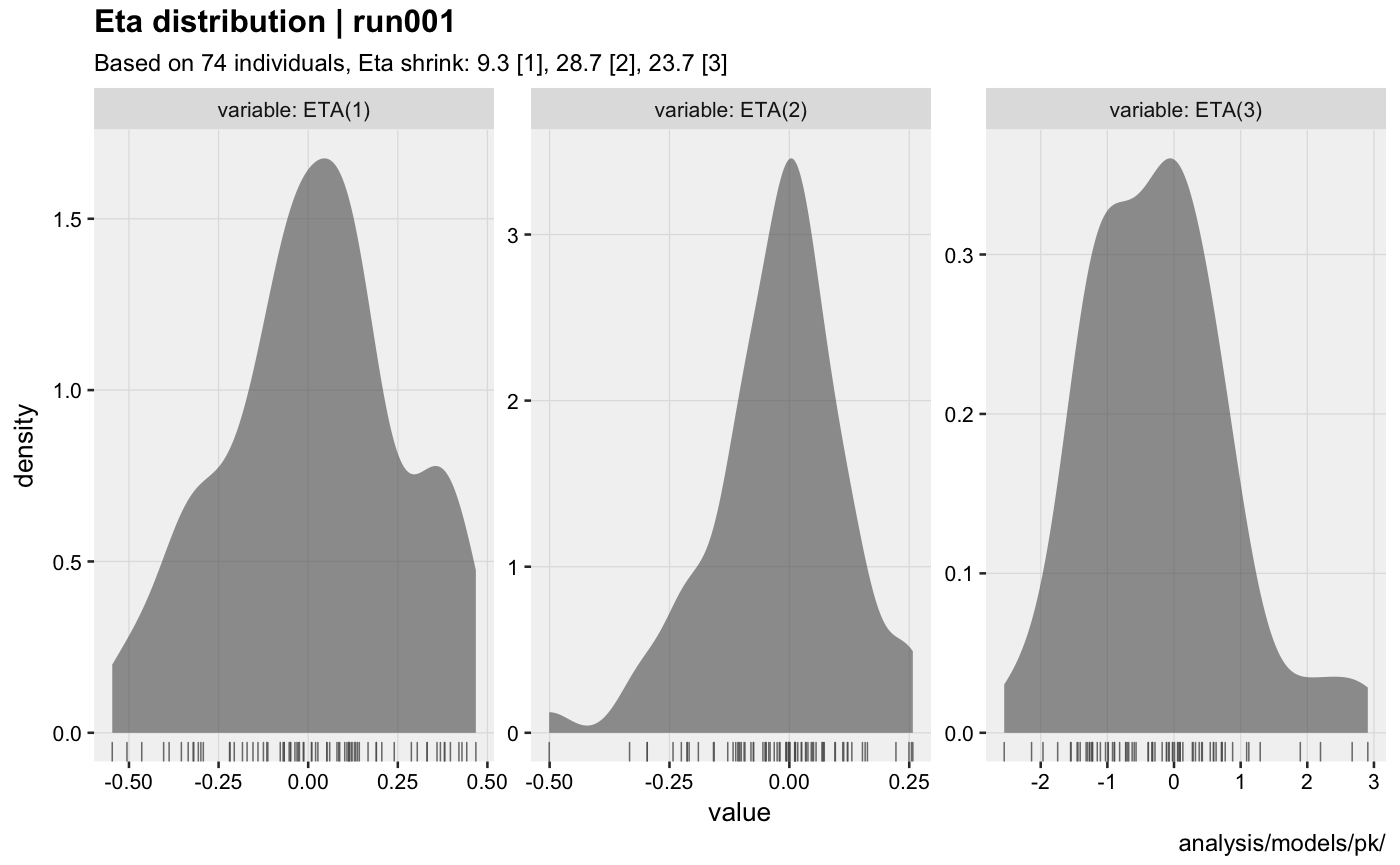 Eta distribution | run001
Based on 74 individuals, Eta shrink: 9.3 [1], 28.7 [2], 23.7 [3]
variable: ETA(1)
variable: ETA(2)
variable: ETA(3)
density
1.5
1.0
0.5
0.0
3
2
1
0
0.3
0.2
0.1
0.0
-0.50 -0.25 0.00 0.25 0.50
-0.50 -0.25 0.00 0.25
-2 -1 0 1 2 3
value
analysis/models/pk/